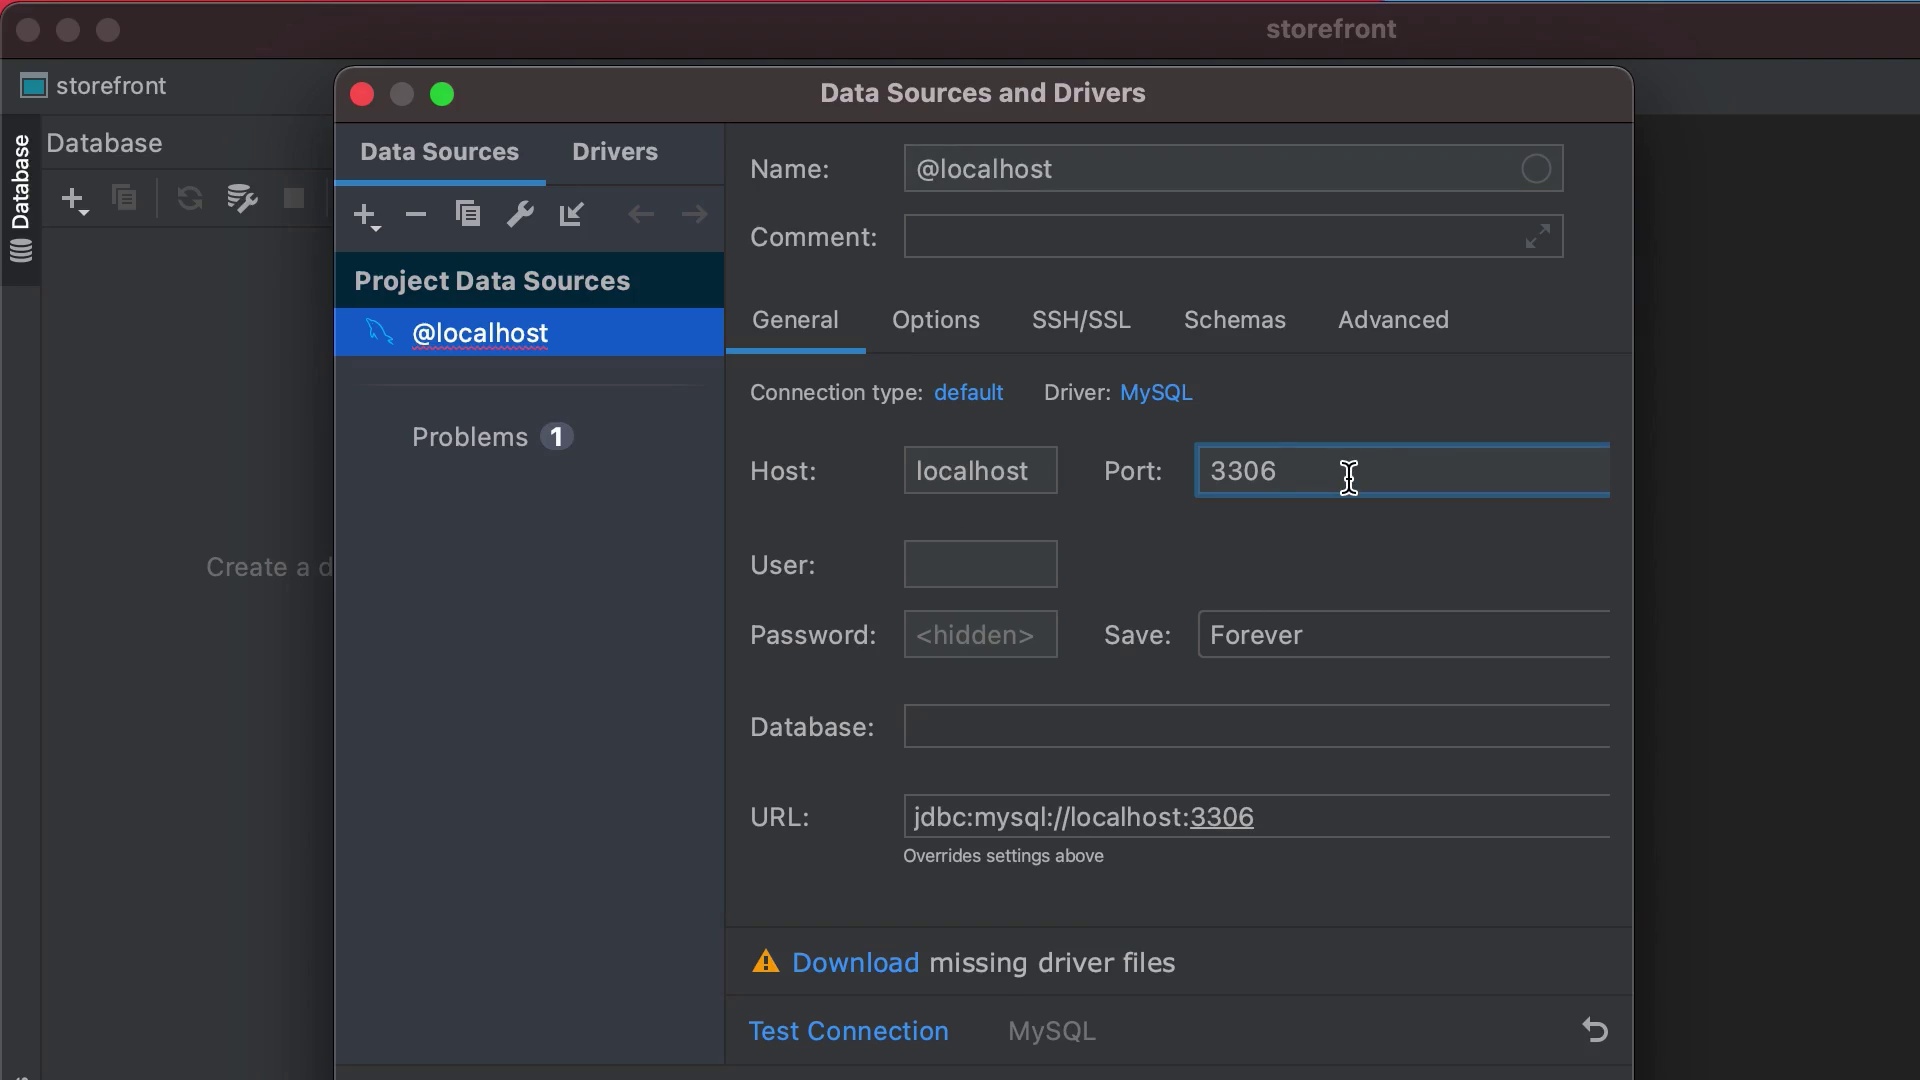 storefront
storefront
Data Sources and Drivers
Database
Database
Data Sources
Drivers
Project Data Sources
@localhost
Problems 1
Create a d
Name: @localhost
Comment:
General Options SSH/SSL Schemas Advanced
Connection type: default Driver: MySQL
Host: localhost Port: 3306
User:
Password: <hidden> Save: Forever
Database:
URL: jdbc:mysql://localhost:3306
Overrides settings above
Download missing driver files
Test Connection MySQL